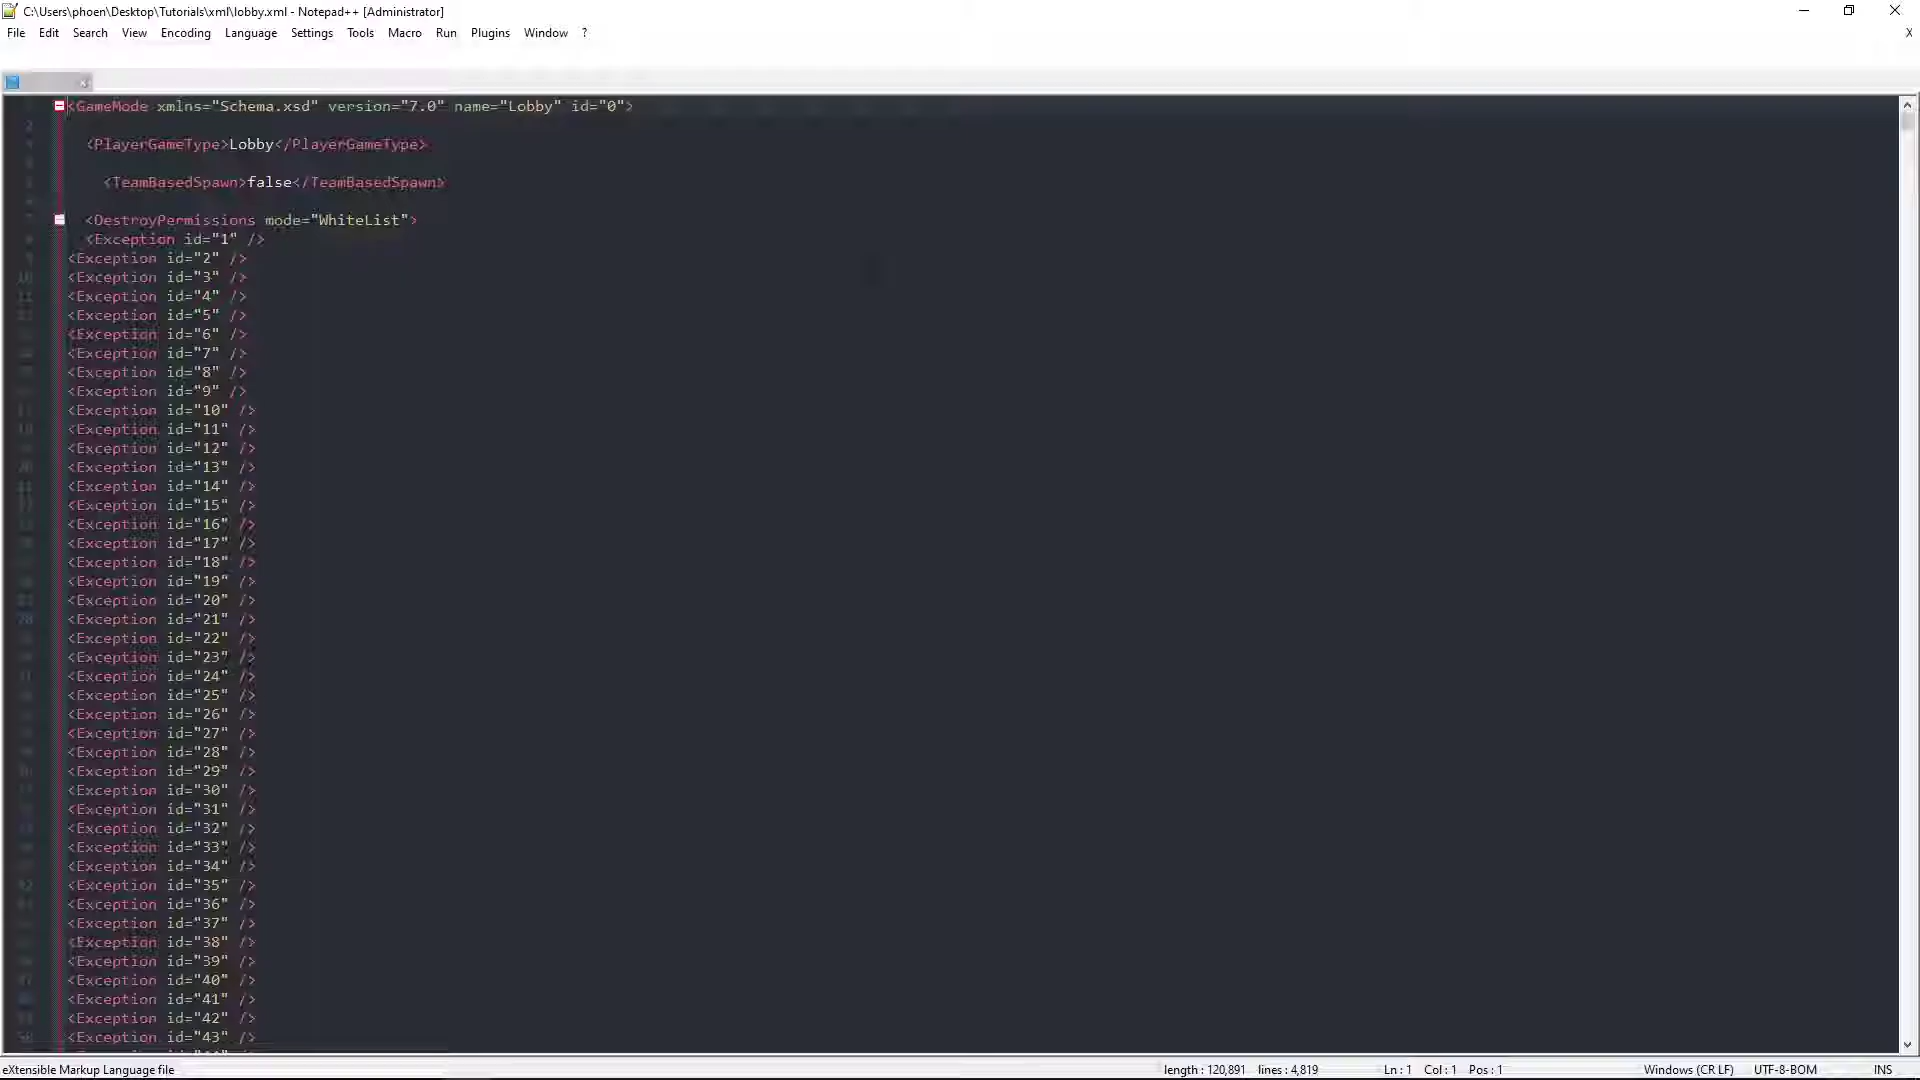 C:\Users\phoen\Desktop\Tutorials\xml\lobby.xml - Notepad++ [Administrator]
File Edit Search View Encoding Language Settings Tools Macro Run Plugins Window ? X
<GameMode xmlns="Schema.xsd" version="7.0" name="Lobby" id="0">
<PlayerGameType>Lobby</PlayerGameType>
<TeamBasedSpawn>false</TeamBasedSpawn>
<DestroyPermissions mode="WhiteList">
<Exception id="1" />
<Exception id="2" />
<Exception id="3" />
<Exception id="4" />
<Exception id="5" />
<Exception id="6" />
<Exception id="7" />
<Exception id="8" />
<Exception id="9" />
<Exception id="10" />
<Exception id="11" />
<Exception id="12" />
<Exception id="13" />
<Exception id="14" />
<Exception id="15" />
<Exception id="16" />
<Exception id="17" />
<Exception id="18" />
<Exception id="19" />
<Exception id="20" />
<Exception id="21" />
<Exception id="22" />
<Exception id="23" />
<Exception id="24" />
<Exception id="25" />
<Exception id="26" />
<Exception id="27" />
<Exception id="28" />
<Exception id="29" />
<Exception id="30" />
<Exception id="31" />
<Exception id="32" />
<Exception id="33" />
<Exception id="34" />
<Exception id="35" />
<Exception id="36" />
<Exception id="37" />
<Exception id="38" />
<Exception id="39" />
<Exception id="40" />
<Exception id="41" />
<Exception id="42" />
<Exception id="43" />
eXtensible Markup Language file length : 120,891 lines : 4,819 Ln : 1 Col : 1 Pos : 1 Windows (CR LF) UTF-8-BOM INS